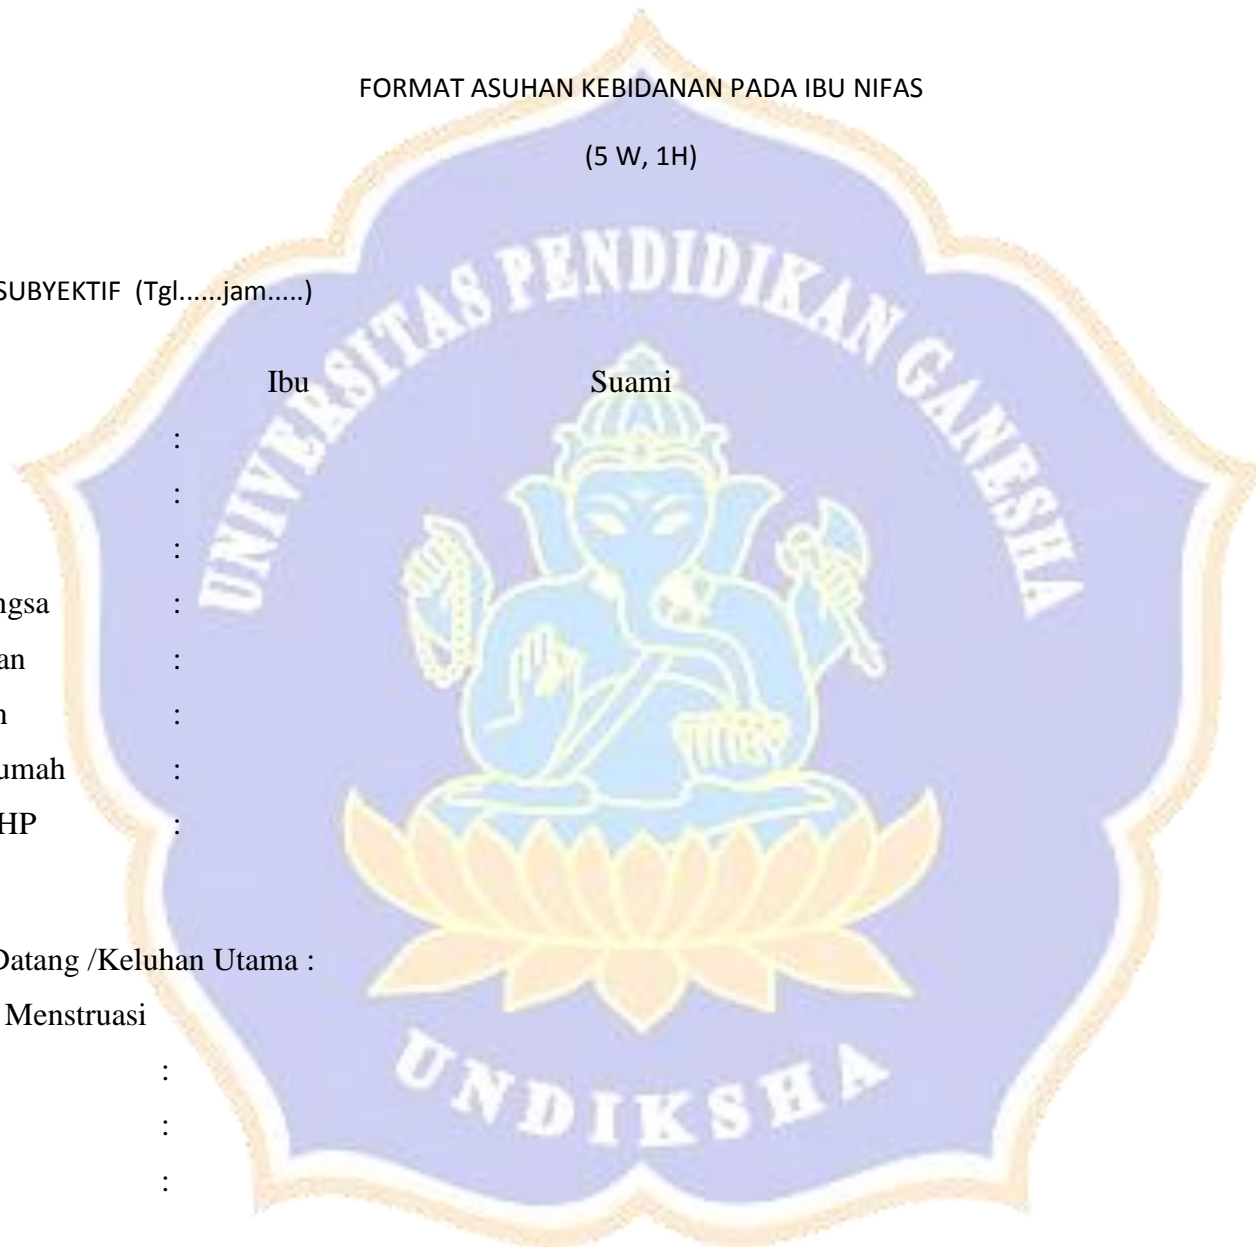 FORMAT ASUHAN KEBIDANAN PADA IBU NIFAS
(5 W, 1H)
SUBYEKTIF (Tgl......jam.....)
Ibu Suami
:
:
:
ngsa :
an :
n :
umah :
HP :
Datang /Keluhan Utama :
Menstruasi
:
:
:
UNIVERSITAS PENDIDIKAN GANESHA
UNDIKSHA